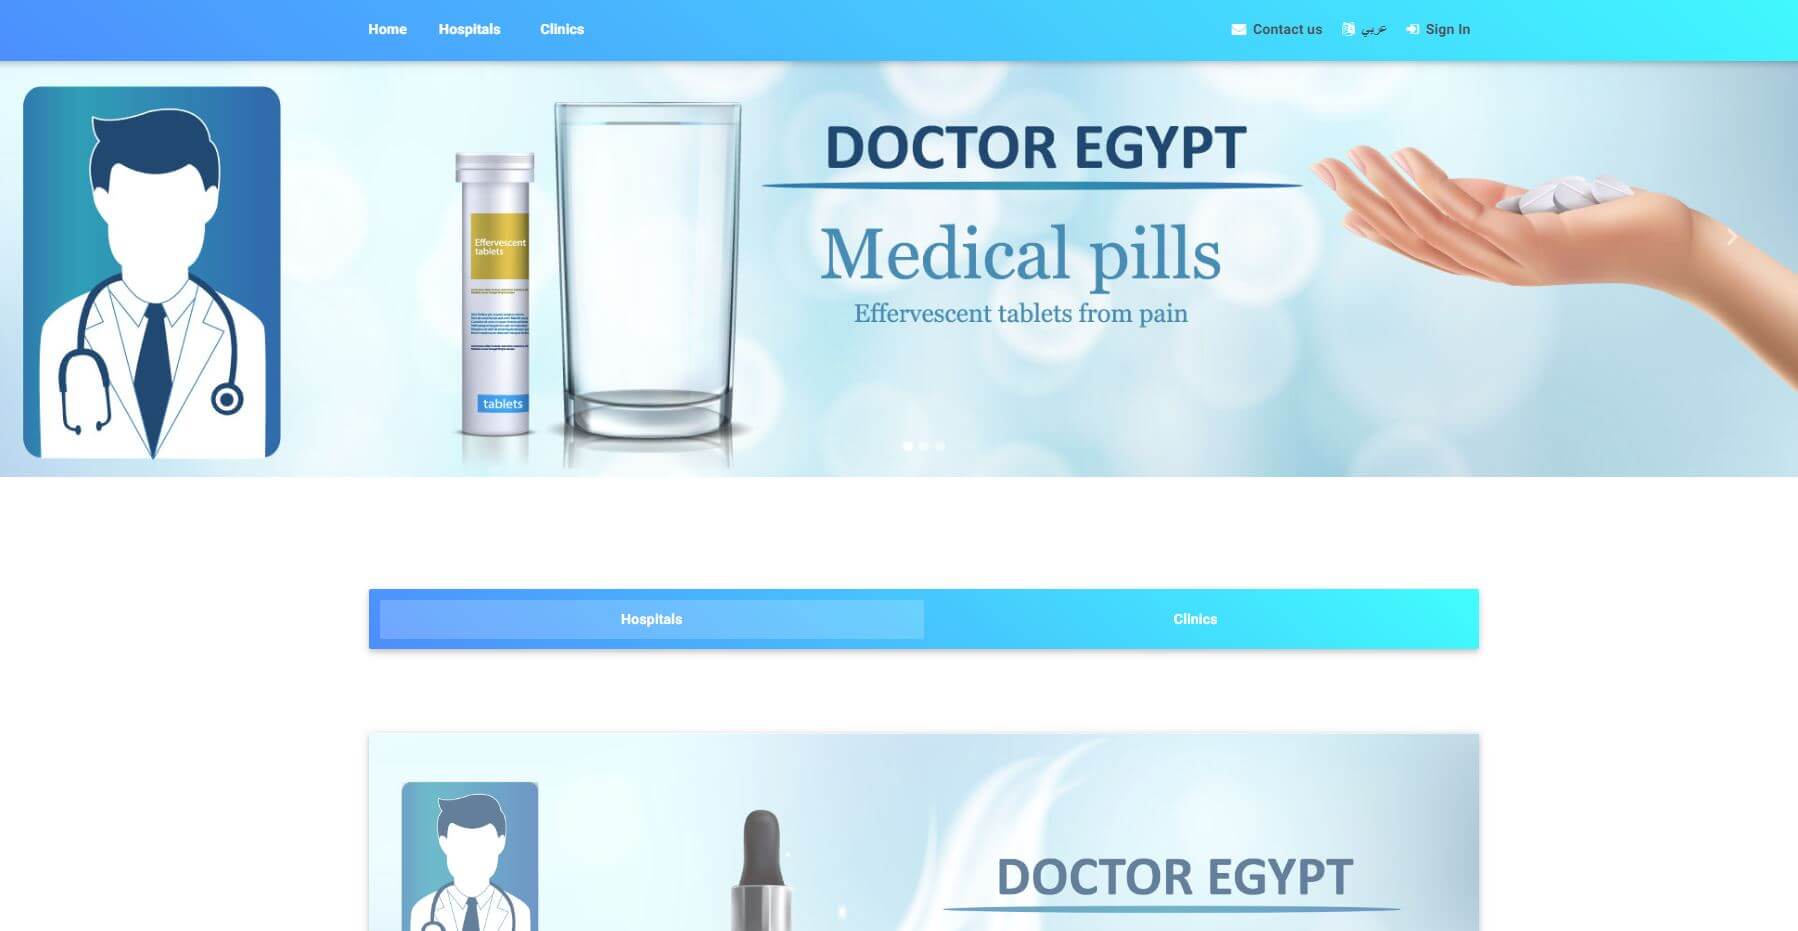 Home Hospitals Clinics Contact us عربي Sign In
DOCTOR EGYPT
Medical pills
Effervescent tablets from pain
Effervescent
tablets
tablets
Hospitals Clinics
DOCTOR EGYPT